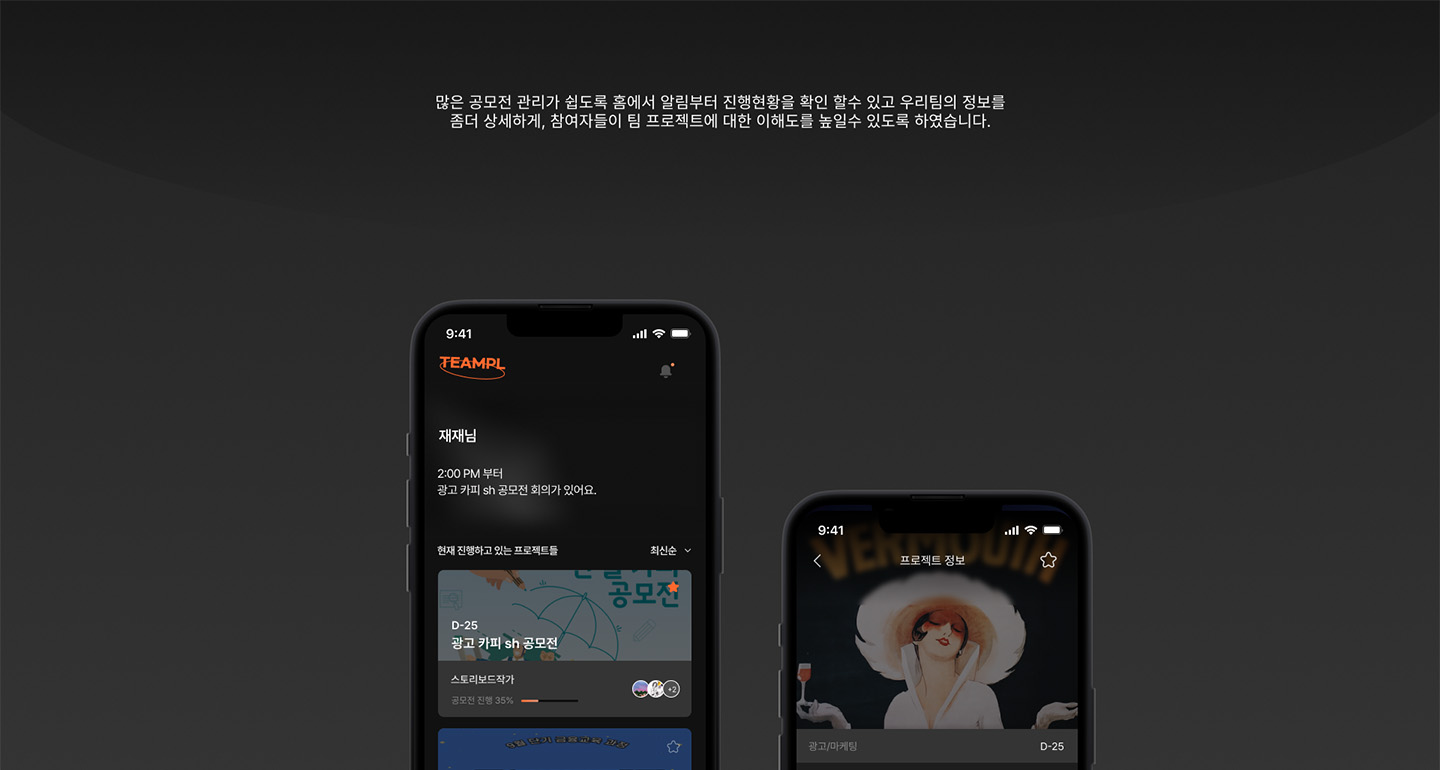 많은 공모전 관리가 쉽도록 홈에서 알림부터 진행현황을 확인 할수 있고 우리팀의 정보를
좀더 상세하게, 참여자들이 팀 프로젝트에 대한 이해도를 높일수 있도록 하였습니다.
9:41
TEAMPL
재재님
2:00 PM 부터
광고 카피 sh 공모전 회의가 있어요.
현재 진행하고 있는 프로젝트들
최신순
공모전
D-25
광고 카피 sh 공모전
스토리보드작가
+2
공모전 진행 35%
9:41
VERMOUTH
프로젝트 정보
광고/마케팅
D-25